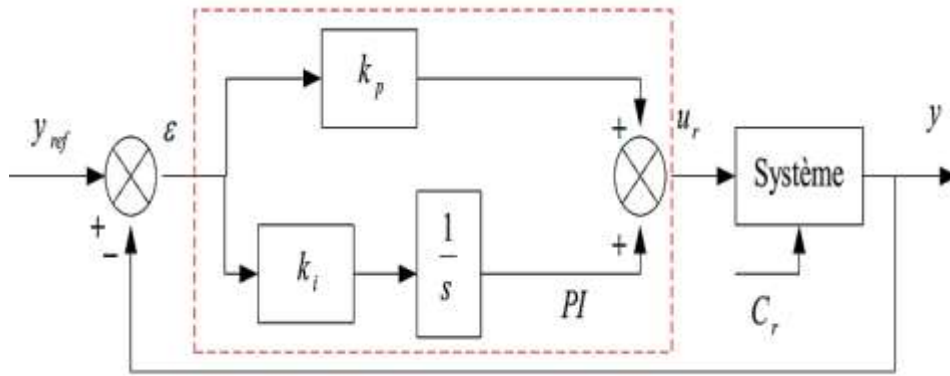 y_ref
ε
k_p
+
u_r
y
Système
+
−
k_i
1
s
+
PI
C_r